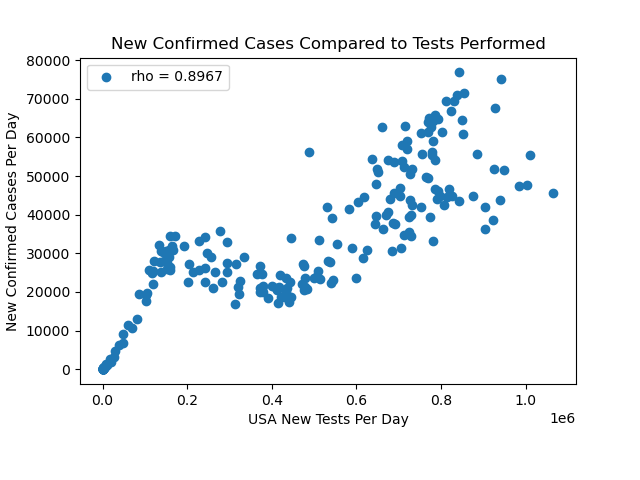 New Confirmed Cases Compared to Tests Performed
rho = 0.8967
80000
70000
60000
50000
40000
30000
20000
10000
0
New Confirmed Caeses Per Day
0.0 0.2 0.4 0.6 0.8 1.0
1e6
USA New Tests Per Day